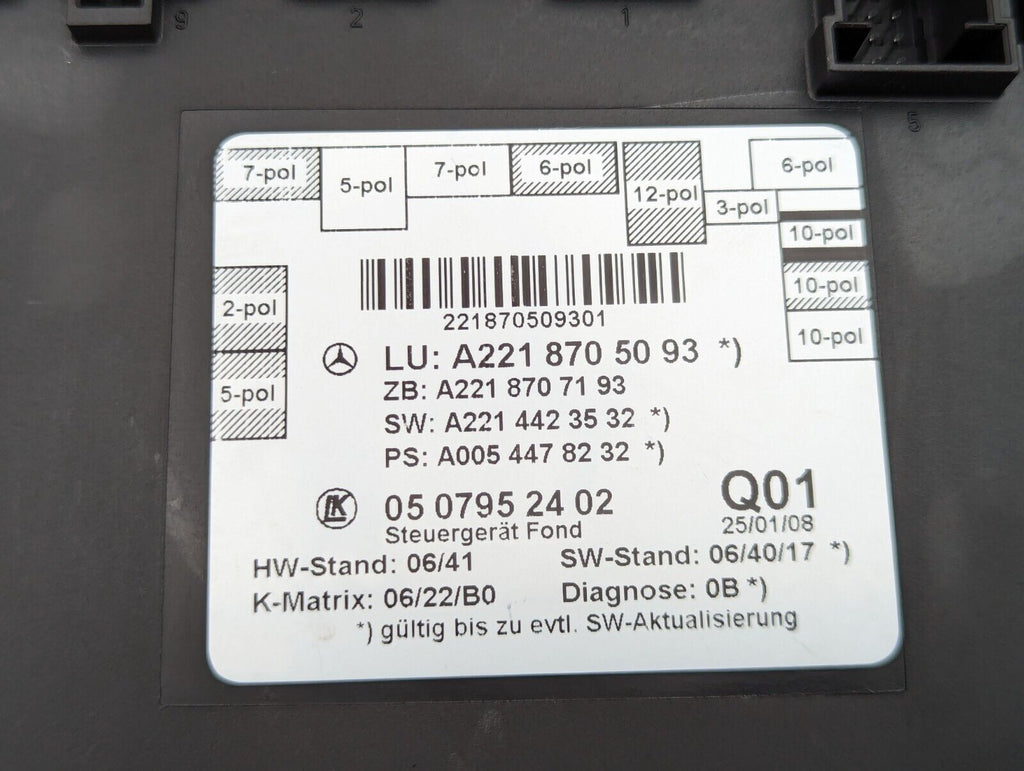 9
2
1
5
7-pol
5-pol
7-pol
6-pol
12-pol
3-pol
6-pol
10-pol
10-pol
10-pol
2-pol
5-pol
221870509301
LU: A221 870 50 93 *)
ZB: A221 870 71 93
SW: A221 442 35 32 *)
PS: A005 447 82 32 *)
LK
05 0795 24 02
Q01
Steuergerät Fond
25/01/08
HW-Stand: 06/41
SW-Stand: 06/40/17 *)
K-Matrix: 06/22/B0
Diagnose: 0B *)
*) gültig bis zu evtl. SW-Aktualisierung